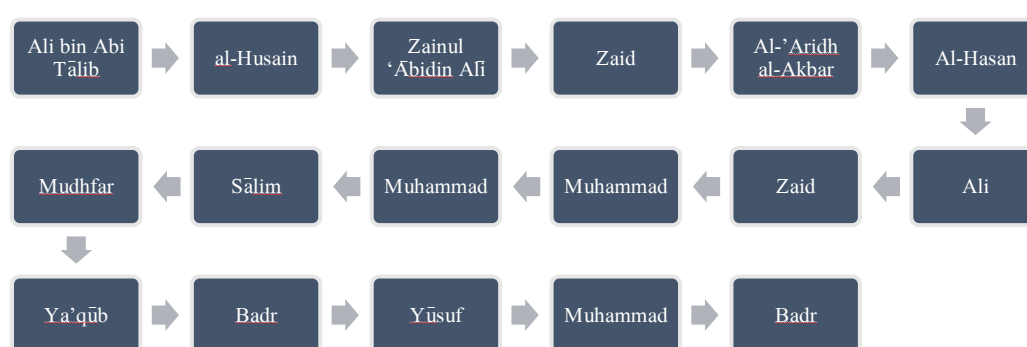 Ali bin Abi
Tālib
al-Husain
Zainul
‘Ābidin Alī
Zaid
Al-’Aridh
al-Akbar
Al-Hasan
Ali
Zaid
Muhammad
Muhammad
Sālim
Mudhfar
Ya’qūb
Badr
Yūsuf
Muhammad
Badr